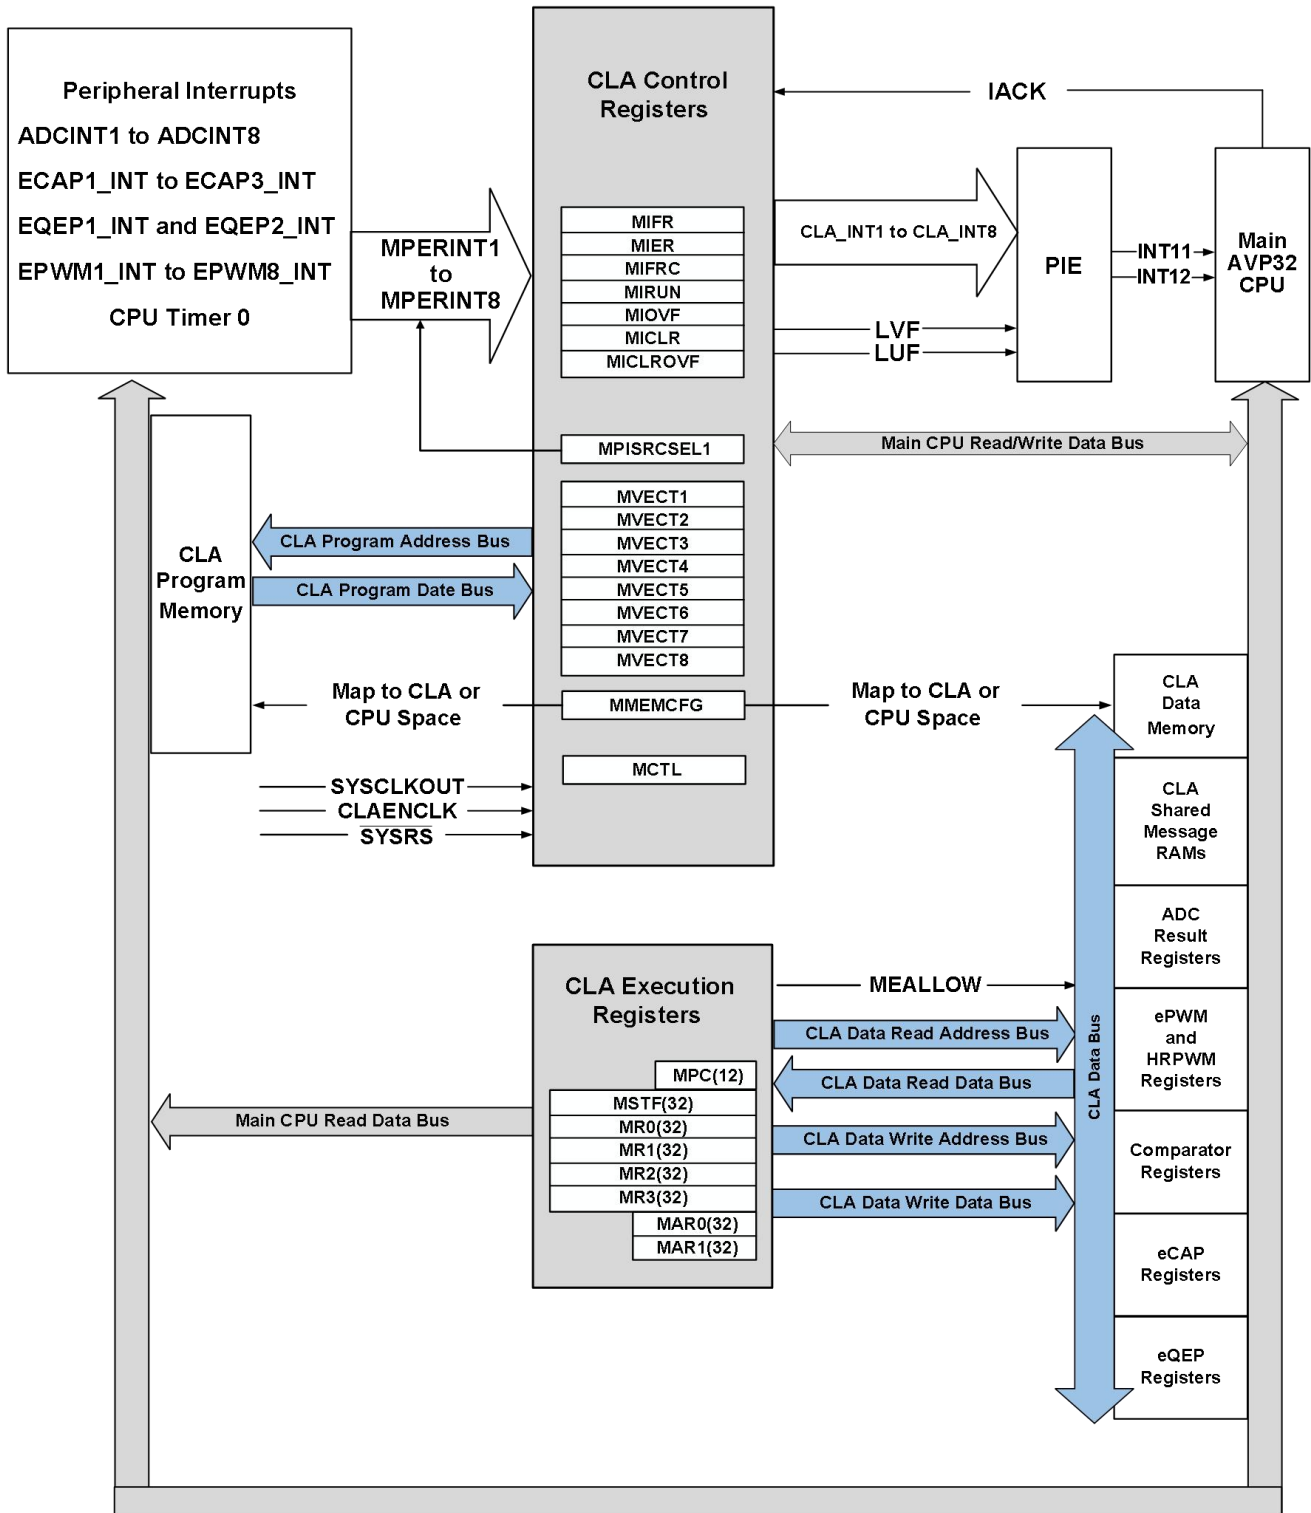 Peripheral Interrupts
ADCINT1 to ADCINT8
ECAP1_INT to ECAP3_INT
EQEP1_INT and EQEP2_INT
EPWM1_INT to EPWM8_INT
CPU Timer 0
MPERINT1
to
MPERINT8
CLA Control
Registers
MIFR
MIER
MIFRC
MIRUN
MIOVF
MICLR
MICLROVF
MPISRCSEL1
MVECT1
MVECT2
MVECT3
MVECT4
MVECT5
MVECT6
MVECT7
MVECT8
MMEMCFG
MCTL
IACK
CLA_INT1 to CLA_INT8
LVF
LUF
PIE
INT11
INT12
Main
AVP32
CPU
Main CPU Read/Write Data Bus
CLA
Program
Memory
CLA Program Address Bus
CLA Program Date Bus
Map to CLA or
CPU Space
Map to CLA or
CPU Space
SYSCLKOUT
CLAENCLK
SYSRS
CLA
Data
Memory
CLA
Shared
Message
RAMs
ADC
Result
Registers
ePWM
and
HRPWM
Registers
Comparator
Registers
eCAP
Registers
eQEP
Registers
CLA Data Bus
CLA Execution
Registers
MPC(12)
MSTF(32)
MR0(32)
MR1(32)
MR2(32)
MR3(32)
MAR0(32)
MAR1(32)
MEALLOW
CLA Data Read Address Bus
CLA Data Read Data Bus
CLA Data Write Address Bus
CLA Data Write Data Bus
Main CPU Read Data Bus